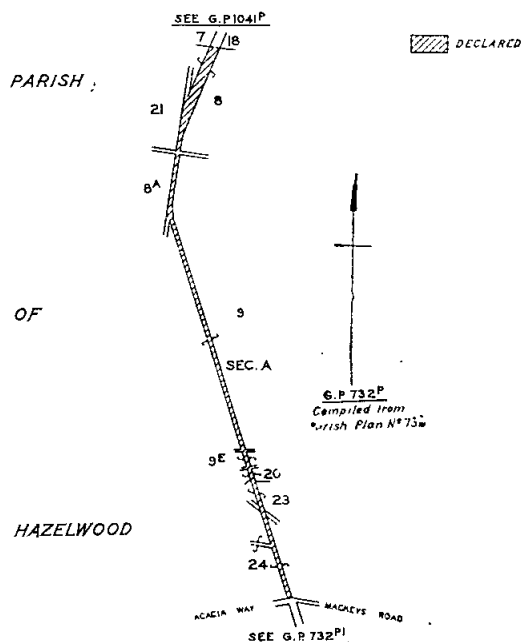 SEE G.P 1041P
7 18
DECLARED
PARISH
8
21
8A
OF
9
SEC. A
G.P. 732P
Compiled from
Parish Plan No
9E
20
23
HAZELWOOD
24
ACACIA WAY MACKEYS ROAD
SEE G.P. 732P1